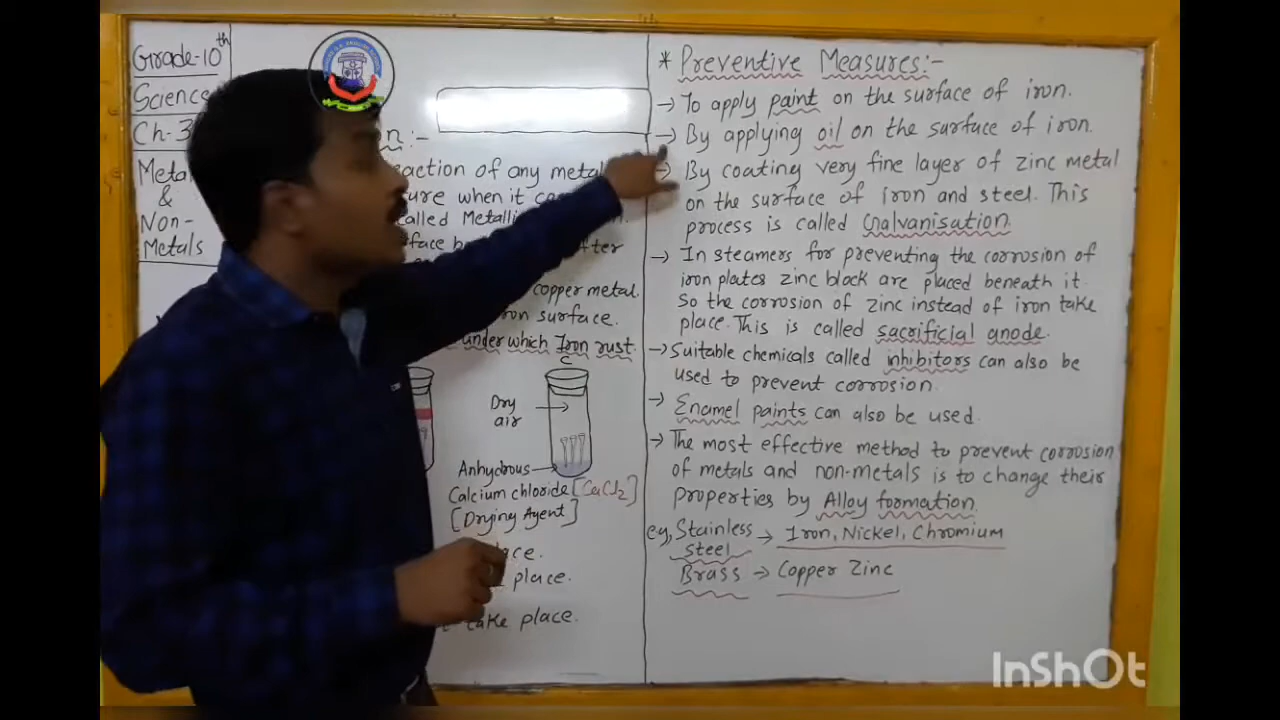 Grade-10th
Science
Ch-3
Metal
&
Non-
Metals
on:-
action of any metal
ure when it
called Metalli
face b after
copper metal.
ron surface.
under which Iron rust.
C
Dry
air
Anhydrous
Calcium chloride [CaCl2]
[Drying Agent]
place.
place.
take place.
* Preventive Measures:-
→ To apply paint on the surface of iron.
→ By applying oil on the surface of iron.
→ By coating very fine layer of zinc metal
on the surface of iron and steel. This
process is called Galvanisation
→ In steamers for preventing the corrosion of
iron plates zinc block are placed beneath it.
So the corrosion of zinc instead of iron take
place. This is called sacrificial anode.
→ Suitable chemicals called inhibitors can also be
used to prevent corrosion.
→ Enamel paints can also be used.
→ The most effective method to prevent corrosion
of metals and non-metals is to change their
properties by Alloy formation.
eg, Stainless → Iron, Nickel, Chromium
steel
Brass → Copper Zinc
InShOt